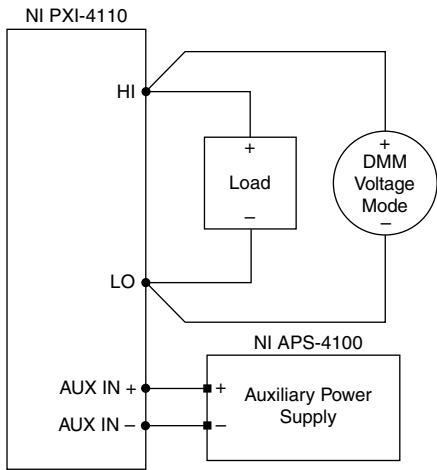 NI PXI-4110
HI
+
Load
–
+
DMM
Voltage
Mode
–
LO
NI APS-4100
AUX IN +
+
Auxiliary Power
Supply
AUX IN –
–